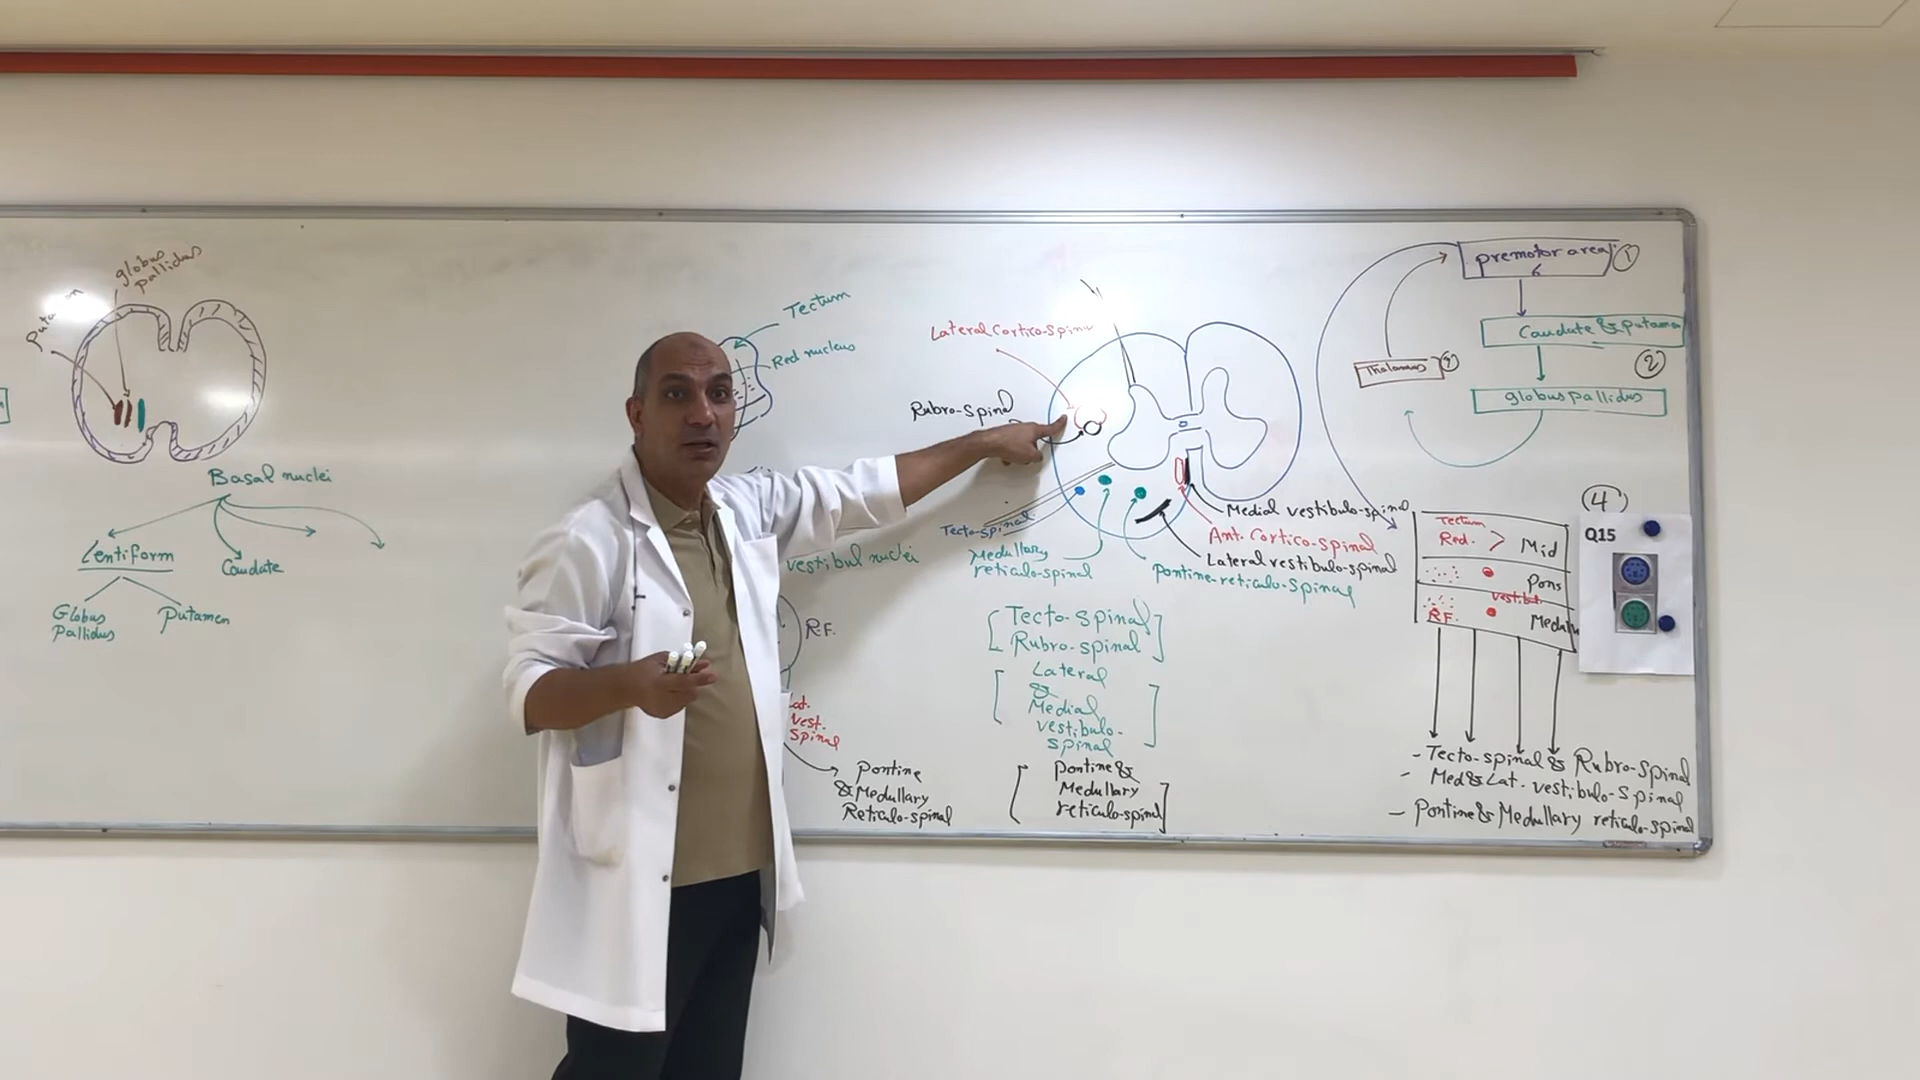 globus
pallidus
Basal nuclei
Lentiform
Caudate
Globus
Pallidus
Putamen
Tectum
Red nucleus
vestibul nuclei
R.F.
Vest.
Spinal
Pontine
& Medullary
Reticulo-spinal
Lateral Cortico-spinal
Rubro-spinal
Tecto-spinal
Medullary
reticulo-spinal
Medial vestibulo-spinal
Ant. Cortico-spinal
Lateral vestibulo-spinal
Pontine-reticulo-spinal
Tecto-spinal
Rubro-spinal
Lateral
&
Medial
vestibulo-
spinal
Pontine &
Medullary
reticulo-spinal
premotor area 1
6
Caudate & putamen
2
Thalamus 3
globus pallidus
4
Q15
Tectum
Red.
Mid
Pons
vestibul
R.F.
Medulla
- Tecto-spinal & Rubro-spinal
- Med & Lat. vestibulo-spinal
- Pontine & Medullary reticulo-spinal